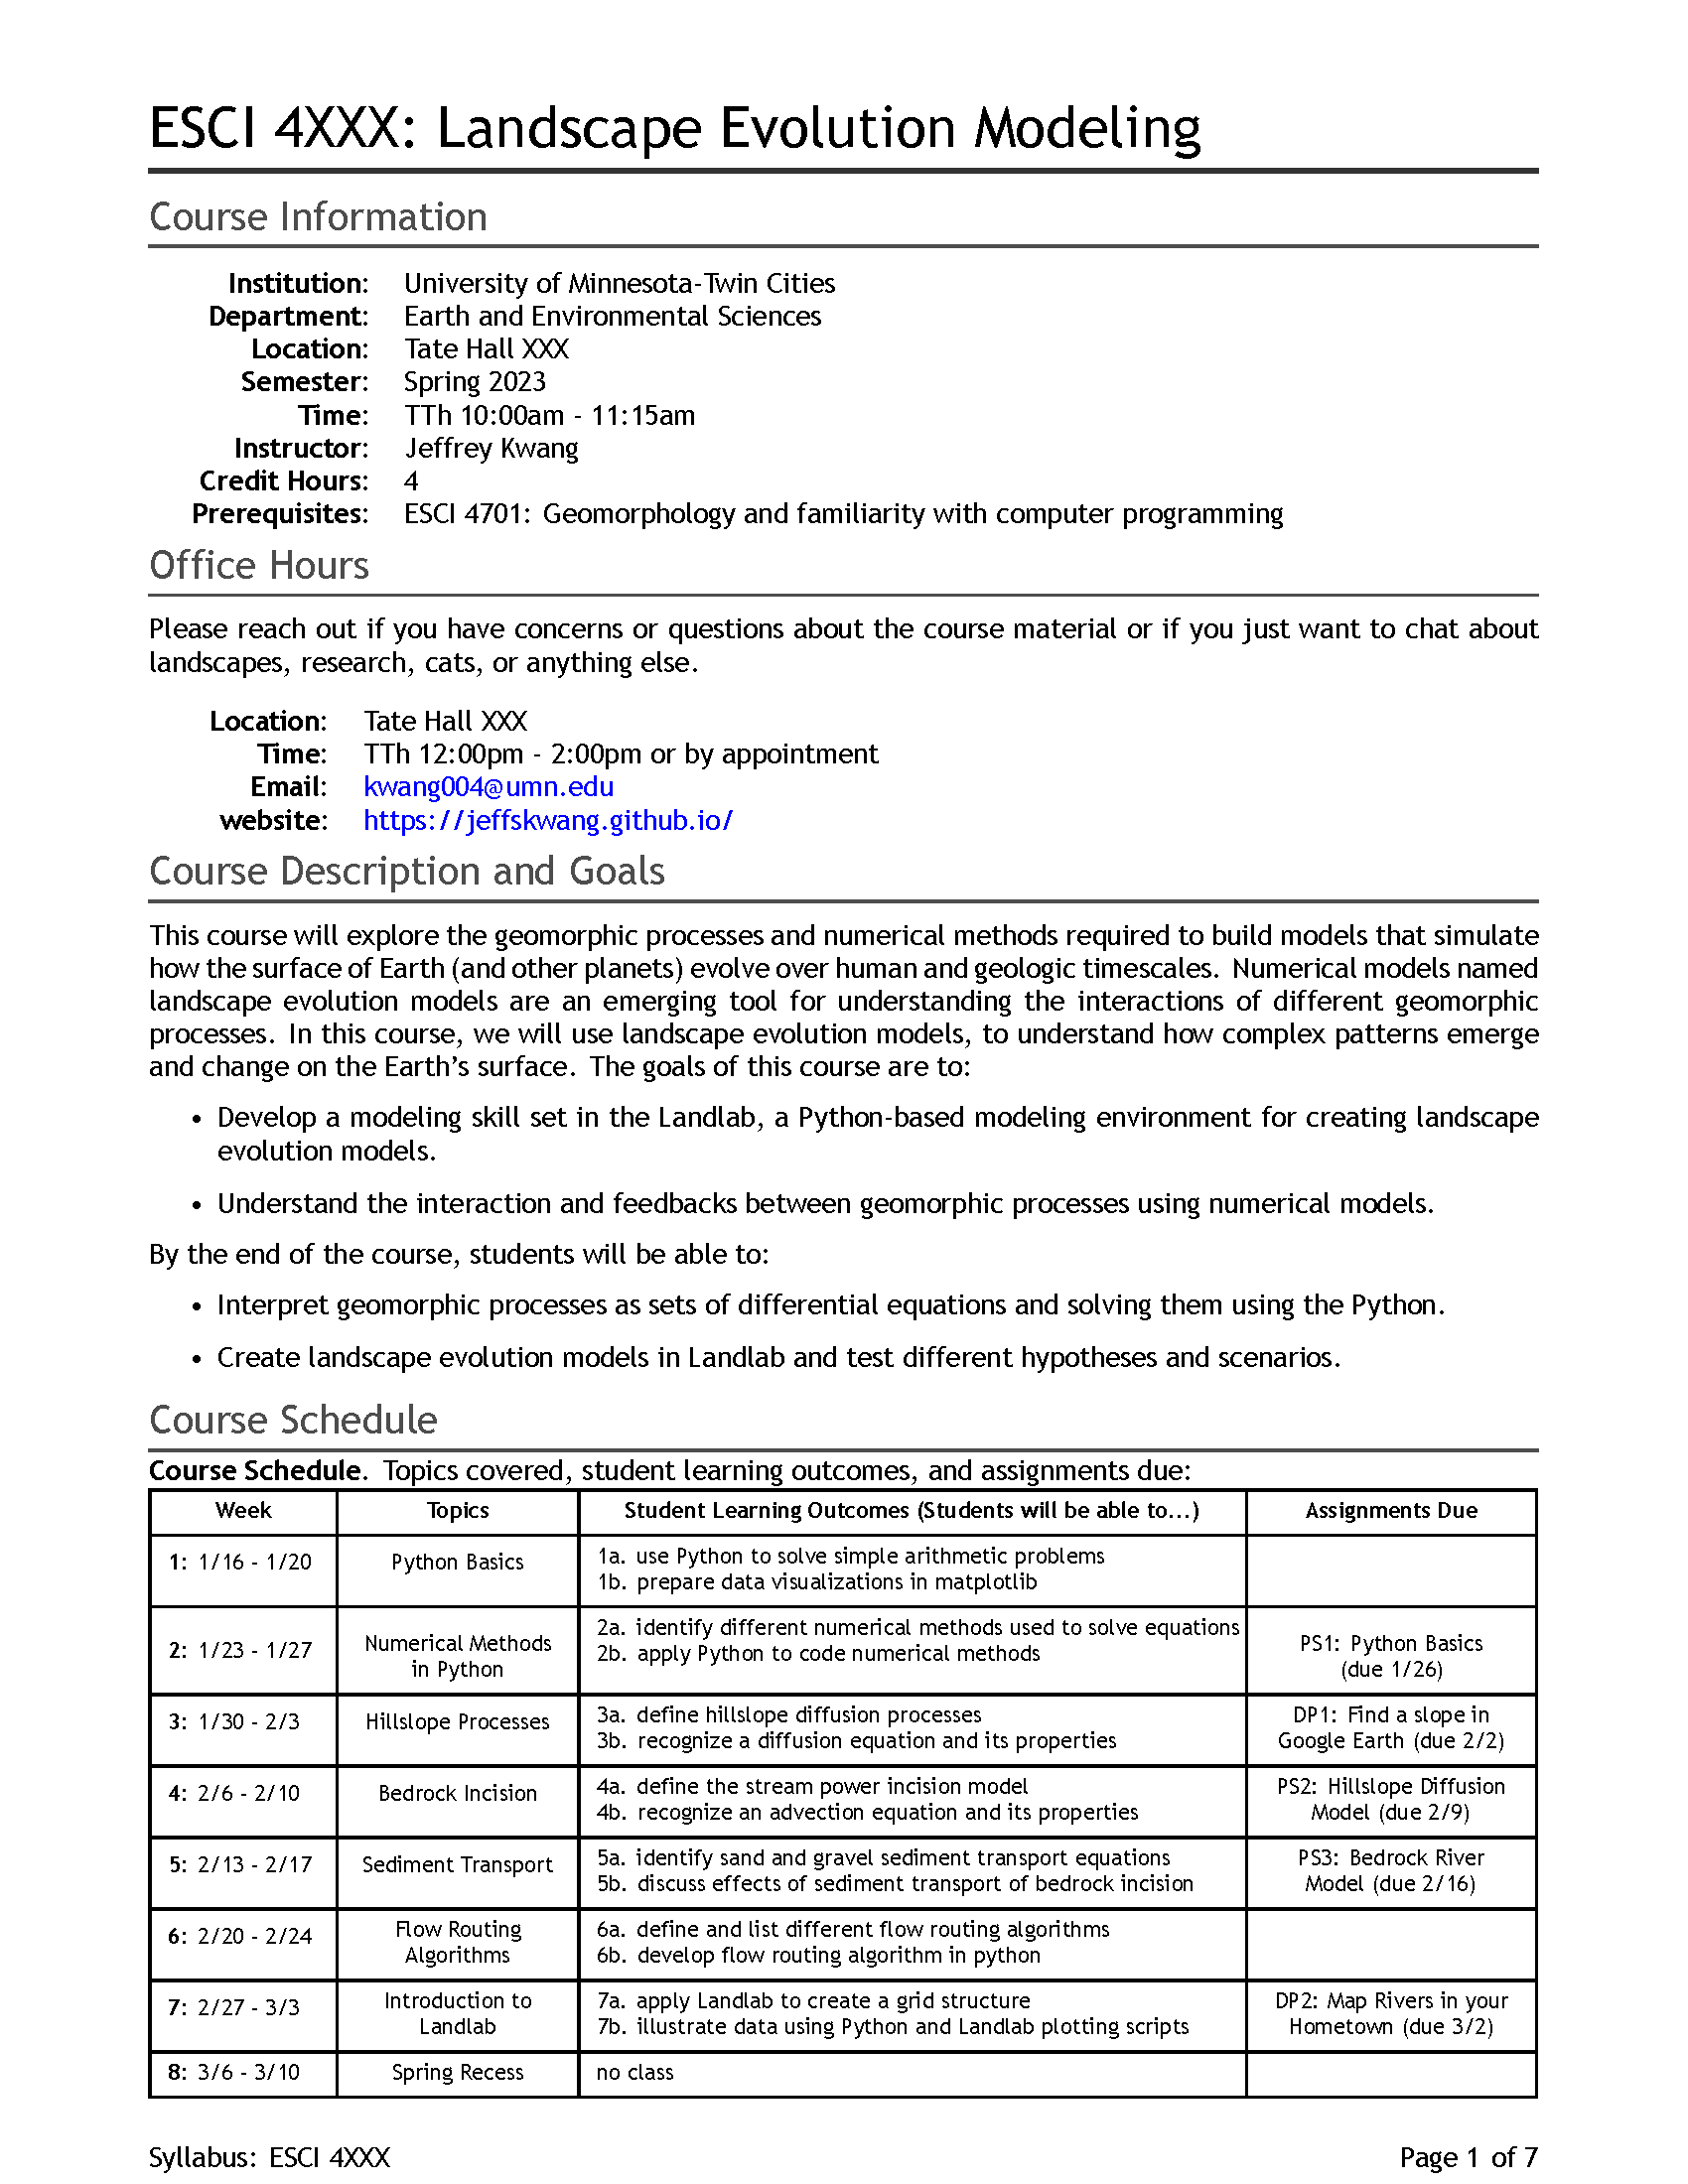 ESCI 4XXX: Landscape Evolution Modeling
Course Information
Institution: University of Minnesota-Twin Cities
Department: Earth and Environmental Sciences
Location: Tate Hall XXX
Semester: Spring 2023
Time: TTh 10:00am - 11:15am
Instructor: Jeffrey Kwang
Credit Hours: 4
Prerequisites: ESCI 4701: Geomorphology and familiarity with computer programming
Office Hours
Please reach out if you have concerns or questions about the course material or if you just want to chat about
landscapes, research, cats, or anything else.
Location: Tate Hall XXX
Time: TTh 12:00pm - 2:00pm or by appointment
Email: kwang004@umn.edu
website: https://jeffskwang.github.io/
Course Description and Goals
This course will explore the geomorphic processes and numerical methods required to build models that simulate
how the surface of Earth (and other planets) evolve over human and geologic timescales. Numerical models named
landscape evolution models are an emerging tool for understanding the interactions of different geomorphic
processes. In this course, we will use landscape evolution models, to understand how complex patterns emerge
and change on the Earth's surface. The goals of this course are to:
• Develop a modeling skill set in the Landlab, a Python-based modeling environment for creating landscape
evolution models.
• Understand the interaction and feedbacks between geomorphic processes using numerical models.
By the end of the course, students will be able to:
• Interpret geomorphic processes as sets of differential equations and solving them using the Python.
• Create landscape evolution models in Landlab and test different hypotheses and scenarios.
Course Schedule
Course Schedule. Topics covered, student learning outcomes, and assignments due:
Week Topics Student Learning Outcomes (Students will be able to...) Assignments Due
1: 1/16 - 1/20 Python Basics 1a. use Python to solve simple arithmetic problems
1b. prepare data visualizations in matplotlib
2: 1/23 - 1/27 Numerical Methods
in Python
2a. identify different numerical methods used to solve equations
2b. apply Python to code numerical methods
PS1: Python Basics
(due 1/26)
3: 1/30 - 2/3 Hillslope Processes
3a. define hillslope diffusion processes
3b. recognize a diffusion equation and its properties
DP1: Find a slope in
Google Earth (due 2/2)
4: 2/6 - 2/10 Bedrock Incision
4a. define the stream power incision model
4b. recognize an advection equation and its properties
PS2: Hillslope Diffusion
Model (due 2/9)
5: 2/13 - 2/17 Sediment Transport
5a. identify sand and gravel sediment transport equations
5b. discuss effects of sediment transport of bedrock incision
PS3: Bedrock River
Model (due 2/16)
6: 2/20 - 2/24 Flow Routing
Algorithms
6a. define and list different flow routing algorithms
6b. develop flow routing algorithm in python
7: 2/27 - 3/3 Introduction to
Landlab
7a. apply Landlab to create a grid structure
7b. illustrate data using Python and Landlab plotting scripts
DP2: Map Rivers in your
Hometown (due 3/2)
8: 3/6 - 3/10 Spring Recess no class
Syllabus: ESCI 4XXX Page 1 of 7